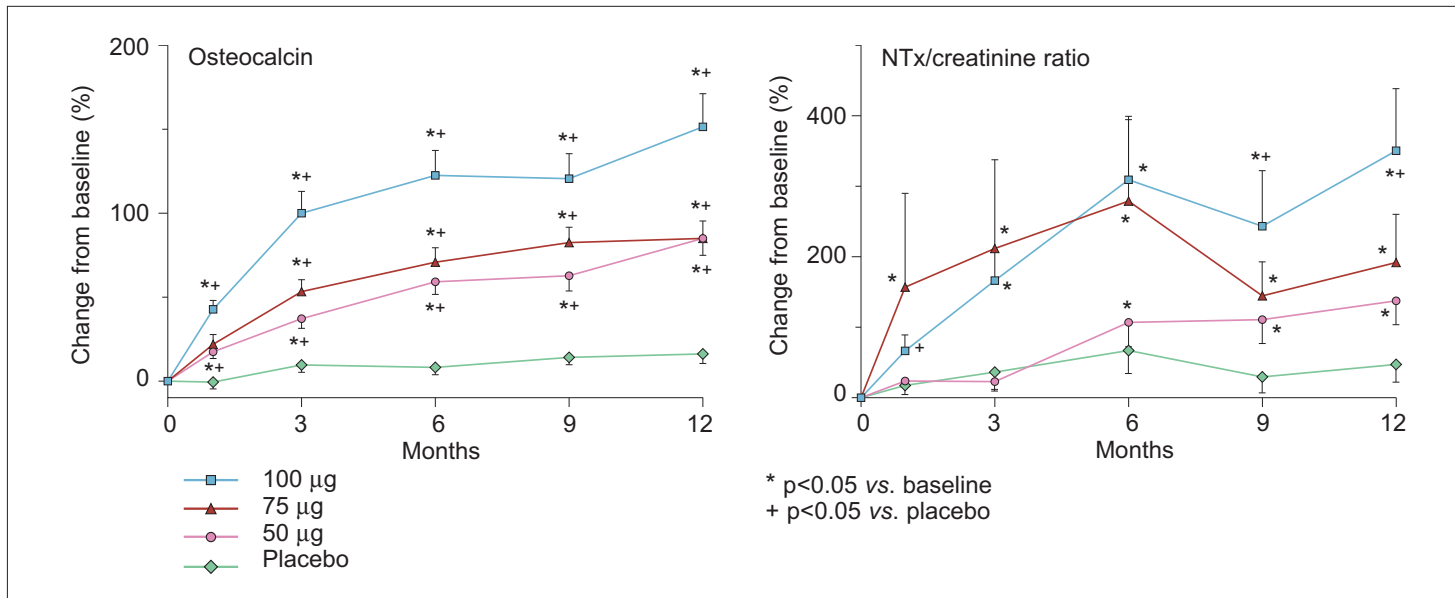 Osteocalcin
Change from baseline (%)
200
100
0
*+
*+
*+
*+
*+
*+
*+
*+
*+
*+
*+
*+
*+
*+
0 3 6 9 12
Months
NTx/creatinine ratio
Change from baseline (%)
400
200
0
*
+
*
*
*
*
*
*+
*
*
*+
*
*
0 3 6 9 12
Months
100 μg
75 μg
50 μg
Placebo
* p<0.05 vs. baseline
+ p<0.05 vs. placebo